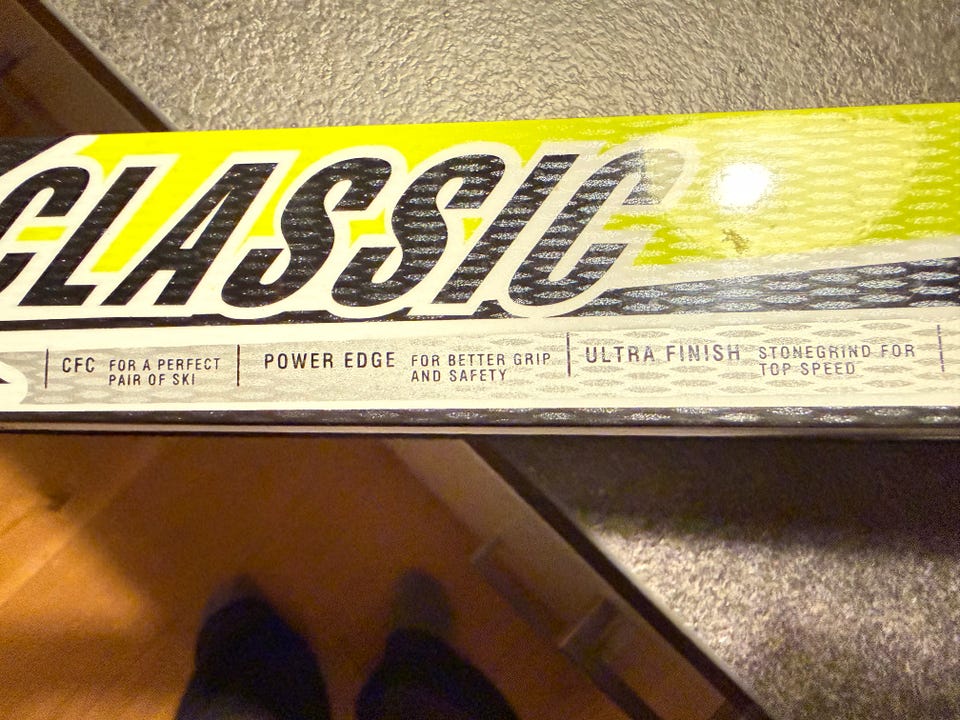 CLASSIC
CFC FOR A PERFECT
PAIR OF SKI
POWER EDGE FOR BETTER GRIP
AND SAFETY
ULTRA FINISH STONEGRIND FOR
TOP SPEED